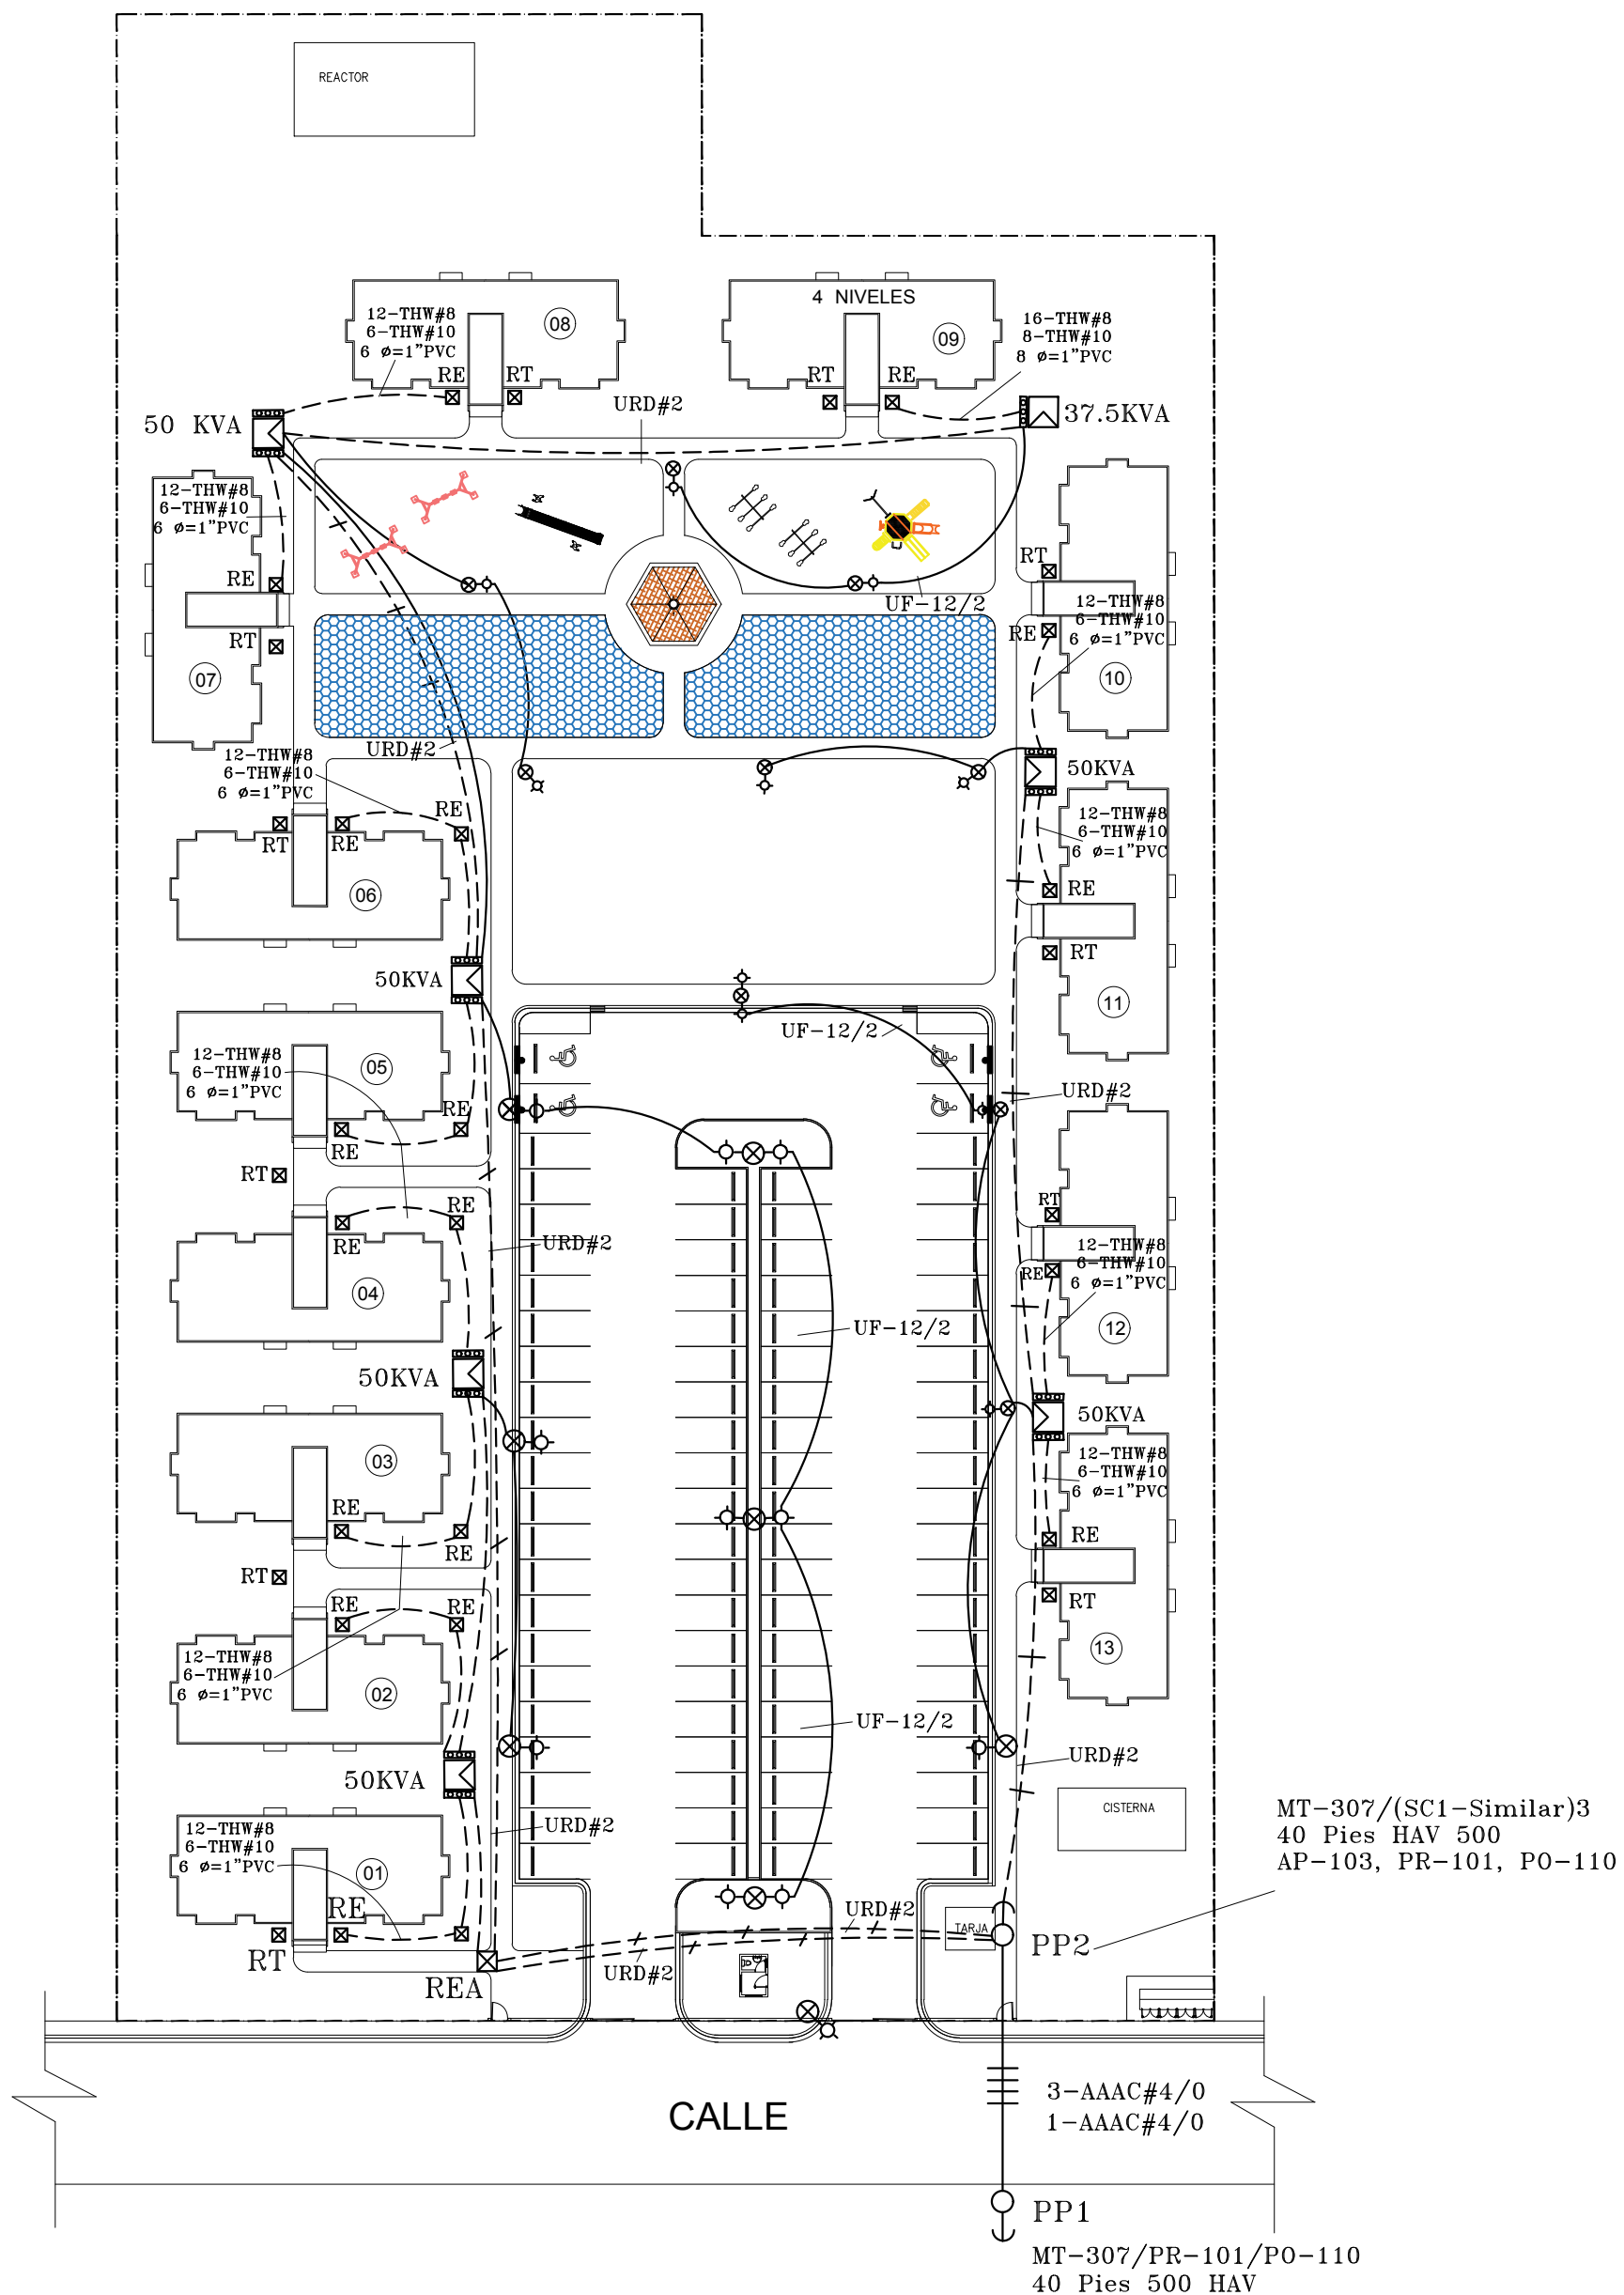 REACTOR
4 NIVELES
12-THW#8
6-THW#10
6 ø=1"PVC
08
09
16-THW#8
8-THW#10
8 ø=1"PVC
RE
RT
RT
RE
50 KVA
URD#2
37.5KVA
12-THW#8
6-THW#10
6 ø=1"PVC
RE
RT
07
RT
UF-12/2
12-THW#8
6-THW#10
6 ø=1"PVC
RE
10
URD#2
12-THW#8
6-THW#10
6 ø=1"PVC
50KVA
RE
RT
RE
06
12-THW#8
6-THW#10
6 ø=1"PVC
RE
RT
11
50KVA
UF-12/2
12-THW#8
6-THW#10
6 ø=1"PVC
05
URD#2
RE
RE
RT
RE
RE
RT
URD#2
12-THW#8
6-THW#10
6 ø=1"PVC
RE
04
12
UF-12/2
50KVA
50KVA
03
12-THW#8
6-THW#10
6 ø=1"PVC
RE
RE
RE
RT
RT
RE
RE
13
12-THW#8
6-THW#10
6 ø=1"PVC
02
UF-12/2
URD#2
50KVA
CISTERNA
MT-307/(SC1-Similar)3
40 Pies HAV 500
AP-103, PR-101, PO-110
12-THW#8
6-THW#10
6 ø=1"PVC
01
URD#2
RE
RT
URD#2
TARJA
PP2
URD#2
REA
CALLE
3-AAAC#4/0
1-AAAC#4/0
PP1
MT-307/PR-101/PO-110
40 Pies 500 HAV